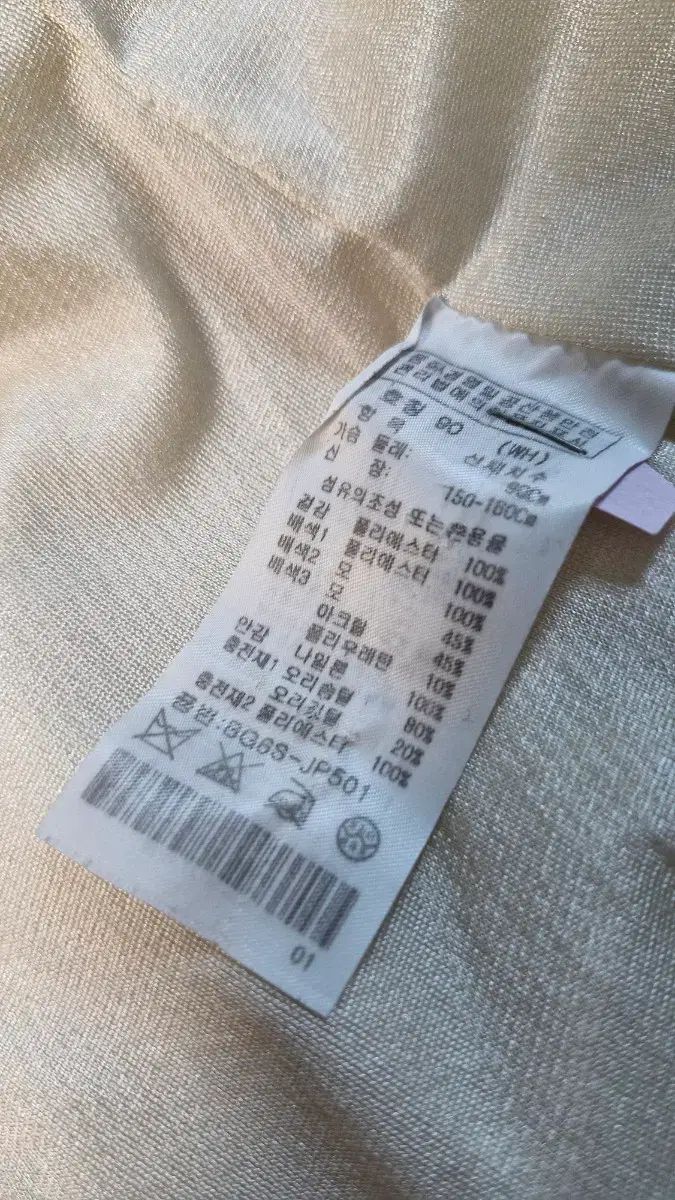 호칭 90 (WH)
항 목 신체치수
가슴 둘레: 90Cm
신 장: 150-160Cm
섬유의조성 또는 혼용율
겉감 폴리에스터 100%
배색1 폴리에스터 100%
배색2 모 100%
배색3 모 45%
아크릴 45%
폴리우레탄 10%
안감 나일론 100%
충전재1 오리솜털 80%
오리깃털 20%
충전재2 폴리에스터 100%
품번:GG6S-JP501
01